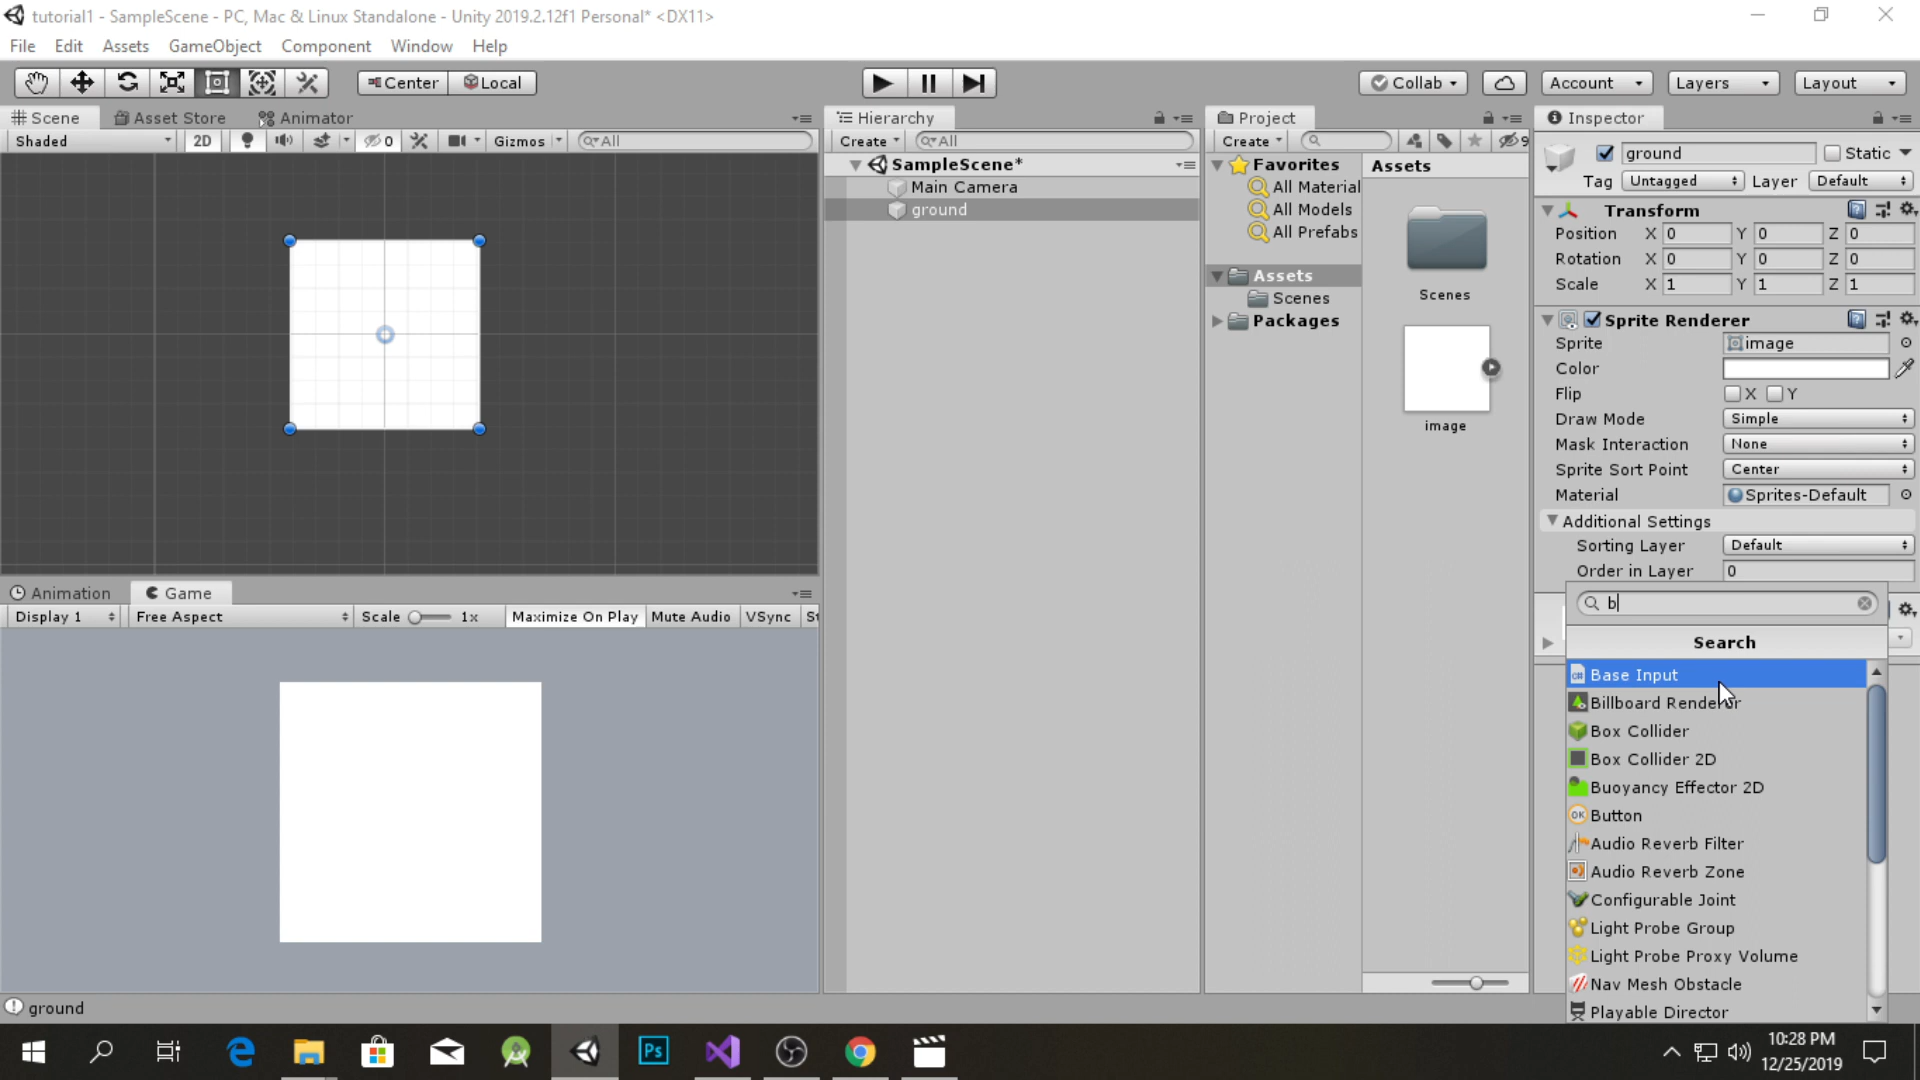 tutorial1 - SampleScene - PC, Mac & Linux Standalone - Unity 2019.2.12f1 Personal* <DX11>
File Edit Assets GameObject Component Window Help
Center Local Collab Account Layers Layout
Scene Asset Store Animator
Shaded 2D 0 Gizmos All
Hierarchy
Create All
SampleScene*
Main Camera
ground
Project
Create 9
Favorites
All Material
All Models
All Prefabs
Assets
Scenes
Packages
Assets
Scenes
image
Inspector
ground Static
Tag Untagged Layer Default
Transform
Position X 0 Y 0 Z 0
Rotation X 0 Y 0 Z 0
Scale X 1 Y 1 Z 1
Sprite Renderer
Sprite image
Color
Flip X Y
Draw Mode Simple
Mask Interaction None
Sprite Sort Point Center
Material Sprites-Default
Additional Settings
Sorting Layer Default
Order in Layer 0
b
Search
Base Input
Billboard Renderer
Box Collider
Box Collider 2D
Buoyancy Effector 2D
OK Button
Audio Reverb Filter
Audio Reverb Zone
Configurable Joint
Light Probe Group
Light Probe Proxy Volume
Nav Mesh Obstacle
Playable Director
Animation Game
Display 1 Free Aspect Scale 1x Maximize On Play Mute Audio VSync St
ground
Ps
10:28 PM
12/25/2019